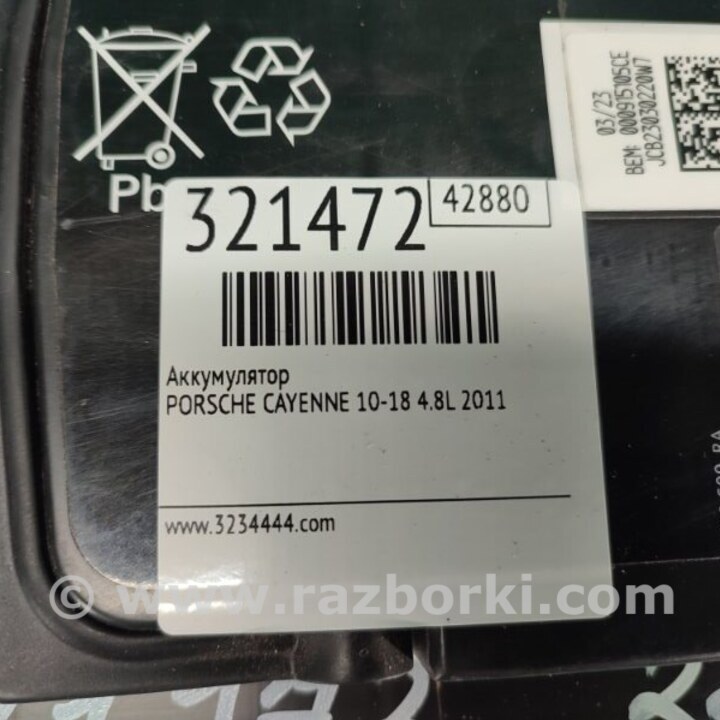 03/23
BEM: 000915105CE
JCB23030220W7
Pb
321472
42880
Аккумулятор
PORSCHE CAYENNE 10-18 4.8L 2011
www.3234444.com
© www.razborki.com